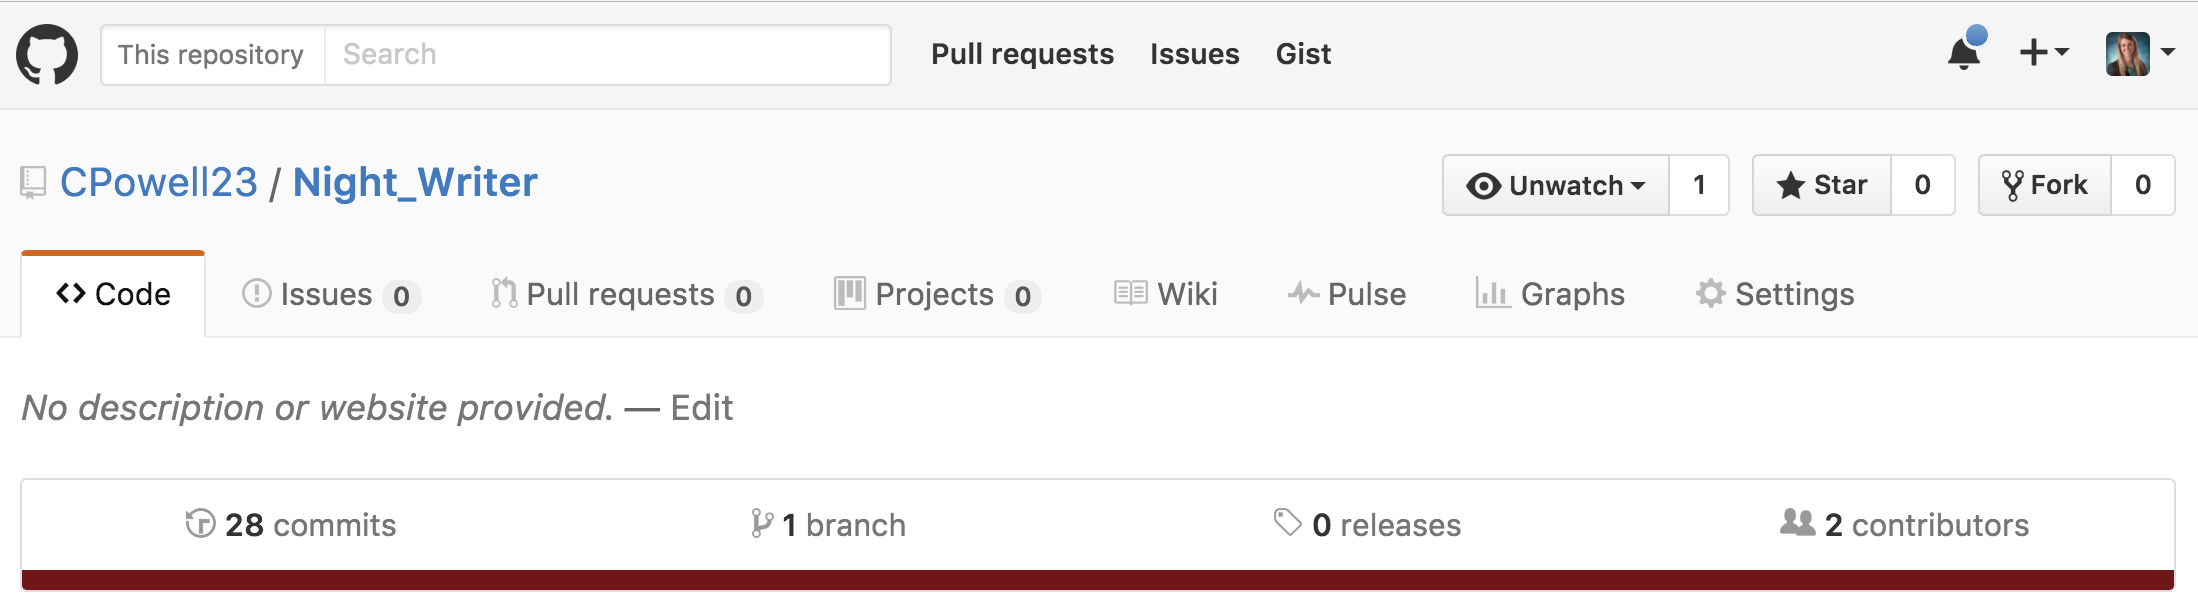 This repository Search Pull requests Issues Gist
CPowell23 / Night_Writer Unwatch 1 Star 0 Fork 0
Code Issues 0 Pull requests 0 Projects 0 Wiki Pulse Graphs Settings
No description or website provided. — Edit
28 commits 1 branch 0 releases 2 contributors